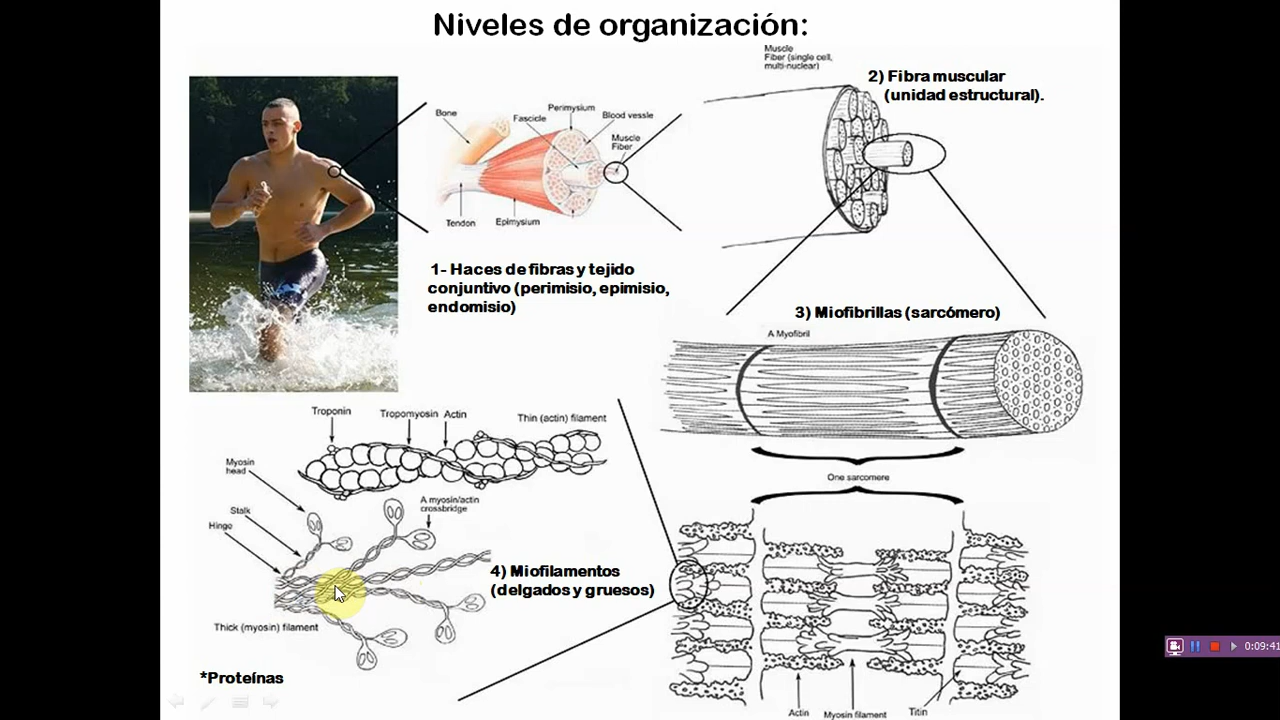 Niveles de organización:
Muscle
Fiber (single cell,
multi-nuclear)
2) Fibra muscular
(unidad estructural).
Bone
Fascicle
Perimysium
Blood vessle
Muscle
Fiber
Tendon
Epimysium
1- Haces de fibras y tejido
conjuntivo (perimisio, epimisio,
endomisio)
3) Miofibrillas (sarcómero)
A Myofibril
One sarcomere
Troponin
Tropomyosin
Actin
Thin (actin) filament
Myosin
head
Stalk
Hinge
A myosin/actin
crossbridge
4) Miofilamentos
(delgados y gruesos)
Thick (myosin) filament
*Proteínas
Actin
Myosin filament
Titin
0:09:41